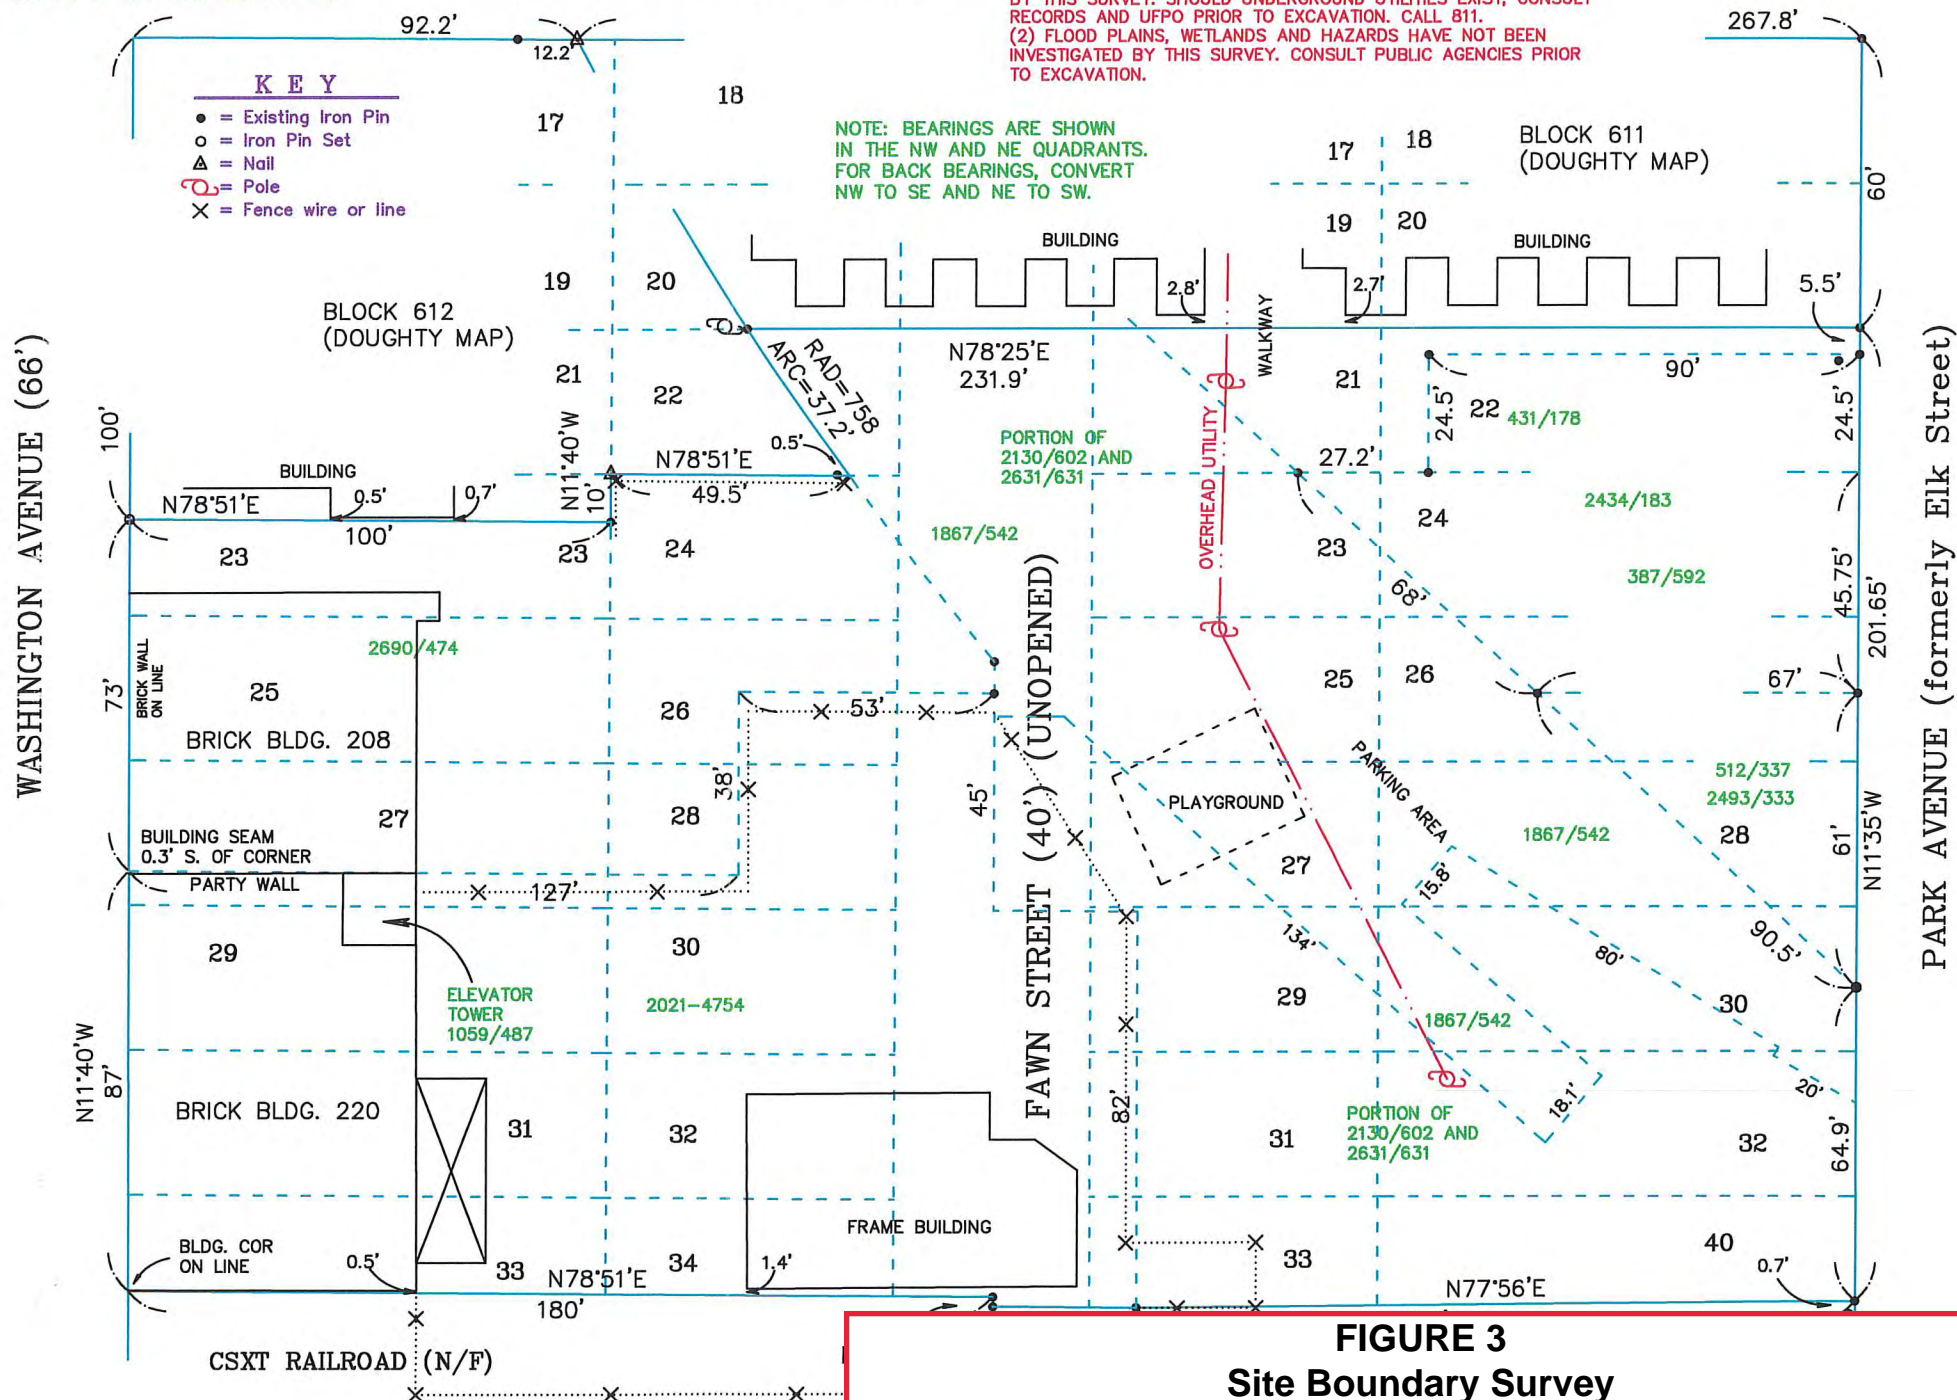 92.2'
12.2'
BY THIS SURVEY. SHOULD UNDERGROUND UTILITIES EXIST, CONSULT
RECORDS AND UFPO PRIOR TO EXCAVATION. CALL 811.
(2) FLOOD PLAINS, WETLANDS AND HAZARDS HAVE NOT BEEN
INVESTIGATED BY THIS SURVEY. CONSULT PUBLIC AGENCIES PRIOR
TO EXCAVATION.
267.8'
KEY
= Existing Iron Pin
= Iron Pin Set
= Nail
= Pole
= Fence wire or line
17
18
NOTE: BEARINGS ARE SHOWN
IN THE NW AND NE QUADRANTS.
FOR BACK BEARINGS, CONVERT
NW TO SE AND NE TO SW.
17
18
BLOCK 611
(DOUGHTY MAP)
60'
19
20
BUILDING
19
20
BUILDING
2.8'
2.7'
5.5'
BLOCK 612
(DOUGHTY MAP)
WALKWAY
WASHINGTON AVENUE (66')
PARK AVENUE (formerly Elk Street)
RAD=758
ARC=37.2'
N78°25'E
231.9'
21
22
21
90'
22
431/178
24.5'
24.5'
100'
N11°40'W
10'
0.5'
N78°51'E
49.5'
PORTION OF
2130/602 AND
2631/631
OVERHEAD UTILITY
27.2'
BUILDING
N78°51'E
0.5'
0.7'
100'
2434/183
24
23
23
23
24
1867/542
387/592
68'
45.75'
201.65'
FAWN STREET (40') (UNOPENED)
2690/474
BRICK WALL
ON LINE
73'
25
BRICK BLDG. 208
26
53'
25
26
67'
38'
45'
PARKING AREA
PLAYGROUND
512/337
2493/333
27
28
1867/542
28
61'
N11°35'W
BUILDING SEAM
0.3' S. OF CORNER
PARTY WALL
127'
27
15.8'
29
30
134'
80'
90.5'
ELEVATOR
TOWER
1059/487
2021-4754
29
1867/542
30
N11°40'W
87'
BRICK BLDG. 220
31
32
82'
31
PORTION OF
2130/602 AND
2631/631
18.1'
20'
32
64.9'
FRAME BUILDING
BLDG. COR
ON LINE
0.5'
33
N78°51'E
34
1.4'
33
40
0.7'
N77°56'E
180'
CSXT RAILROAD (N/F)
FIGURE 3
Site Boundary Survey